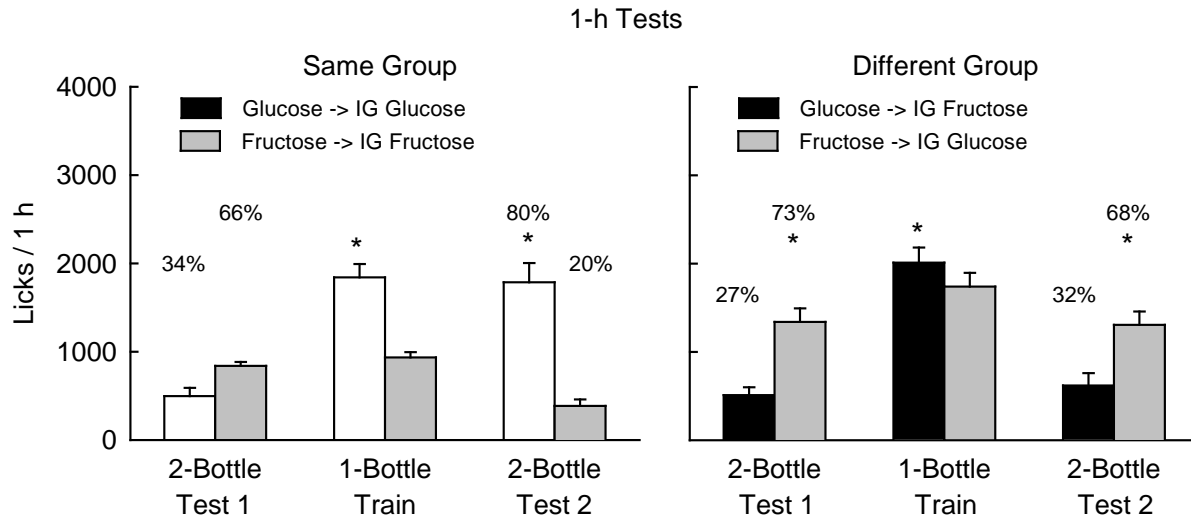 1-h Tests
Same Group
Different Group
4000
3000
2000
1000
0
Licks / 1 h
Glucose -> IG Glucose
Fructose -> IG Fructose
34%
66%
*
80%
*
20%
2-Bottle
Test 1
1-Bottle
Train
2-Bottle
Test 2
Glucose -> IG Fructose
Fructose -> IG Glucose
27%
73%
*
*
32%
68%
*
2-Bottle
Test 1
1-Bottle
Train
2-Bottle
Test 2